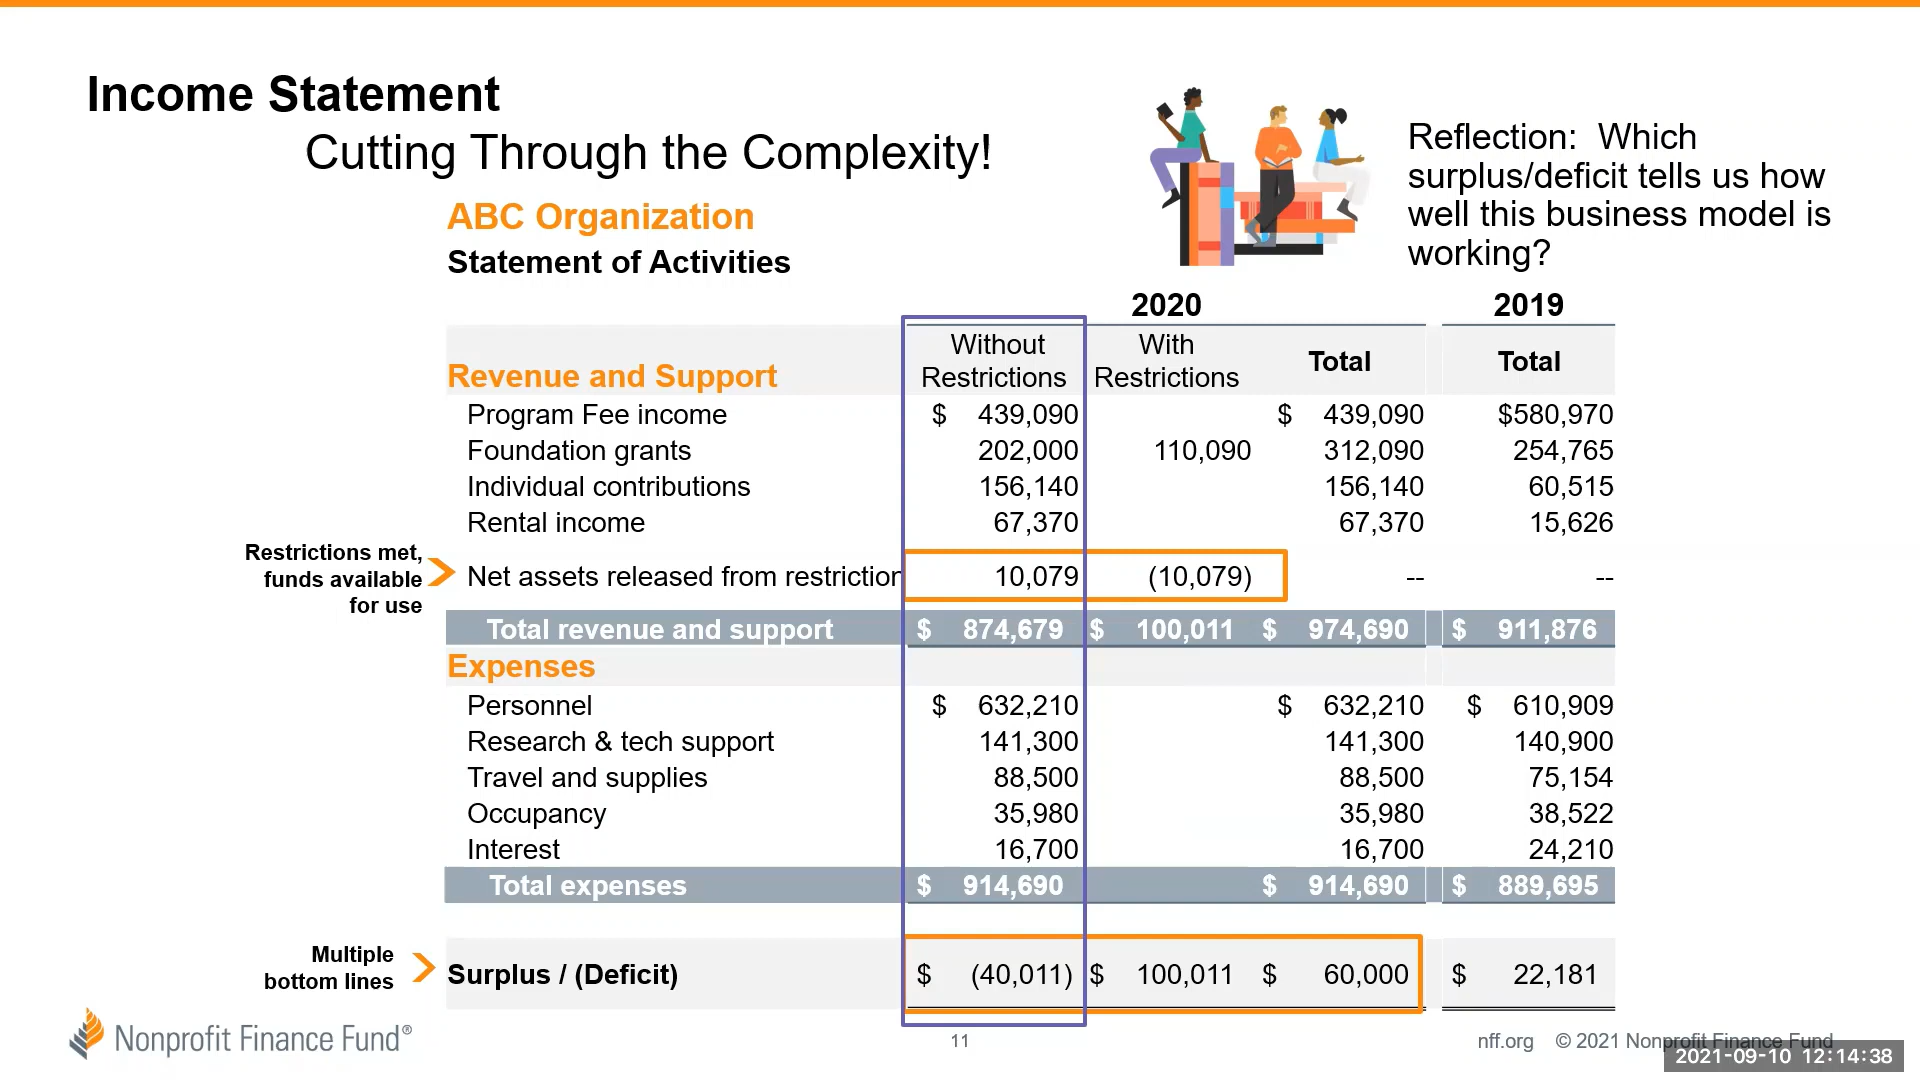 Income Statement
Cutting Through the Complexity!
Reflection: Which
surplus/deficit tells us how
well this business model is
working?
ABC Organization
Statement of Activities
2020 2019
Without Restrictions With Restrictions Total Total
Revenue and Support
Program Fee income $ 439,090 $ 439,090 $580,970
Foundation grants 202,000 110,090 312,090 254,765
Individual contributions 156,140 156,140 60,515
Rental income 67,370 67,370 15,626
Restrictions met,
funds available
for use
Net assets released from restriction 10,079 (10,079) -- --
Total revenue and support $ 874,679 $ 100,011 $ 974,690 $ 911,876
Expenses
Personnel $ 632,210 $ 632,210 $ 610,909
Research & tech support 141,300 141,300 140,900
Travel and supplies 88,500 88,500 75,154
Occupancy 35,980 35,980 38,522
Interest 16,700 16,700 24,210
Total expenses $ 914,690 $ 914,690 $ 889,695
Multiple
bottom lines
Surplus / (Deficit) $ (40,011) $ 100,011 $ 60,000 $ 22,181
Nonprofit Finance Fund®
11
nff.org © 2021 Nonprofit Finance Fund
2021-09-10 12:14:38